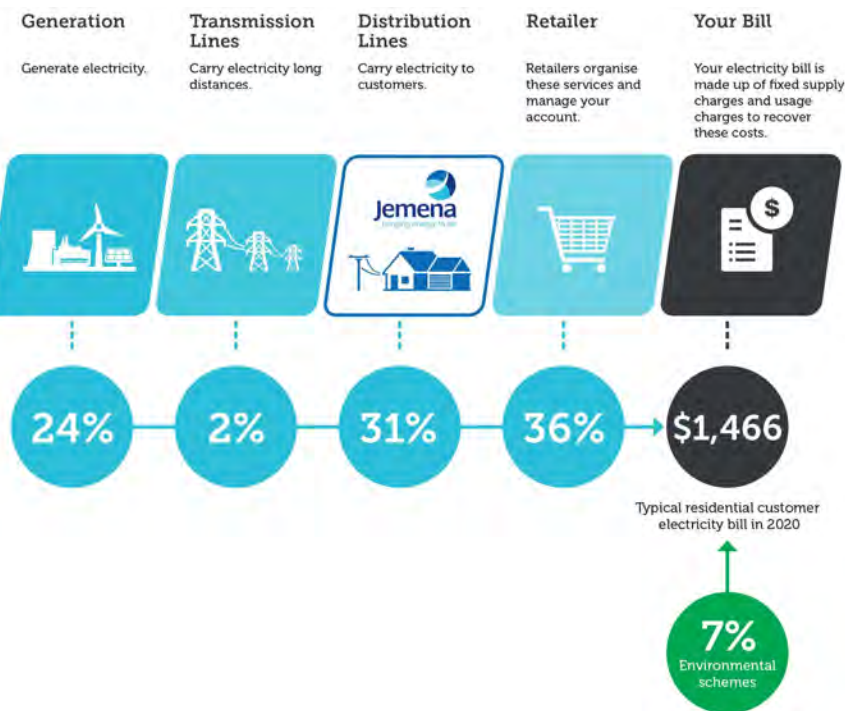 Generation
Generate electricity.
Transmission
Lines
Carry electricity long
distances.
Distribution
Lines
Carry electricity to
customers.
Retailer
Retailers organise
these services and
manage your
account.
Your Bill
Your electricity bill is
made up of fixed supply
charges and usage
charges to recover
these costs.
Jemena
$
24%
2%
31%
36%
$1,466
Typical residential customer
electricity bill in 2020
7%
Environmental
schemes